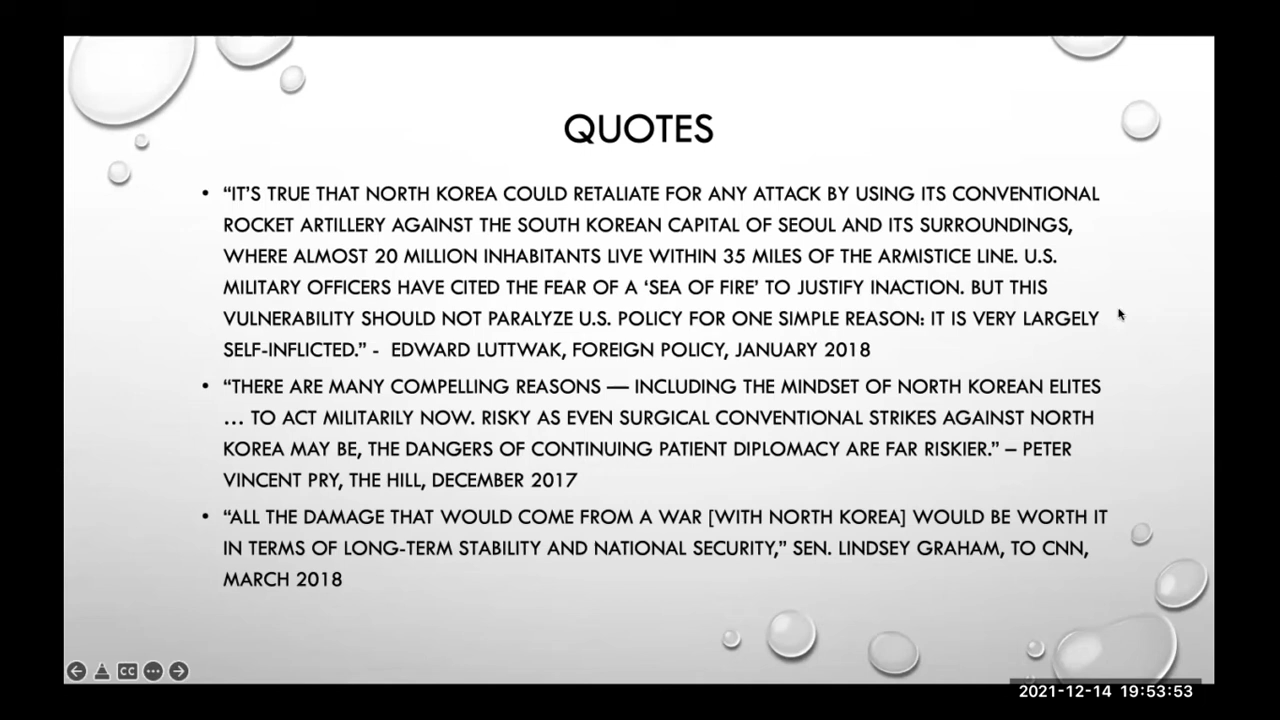 QUOTES
• “IT’S TRUE THAT NORTH KOREA COULD RETALIATE FOR ANY ATTACK BY USING ITS CONVENTIONAL
ROCKET ARTILLERY AGAINST THE SOUTH KOREAN CAPITAL OF SEOUL AND ITS SURROUNDINGS,
WHERE ALMOST 20 MILLION INHABITANTS LIVE WITHIN 35 MILES OF THE ARMISTICE LINE. U.S.
MILITARY OFFICERS HAVE CITED THE FEAR OF A ‘SEA OF FIRE’ TO JUSTIFY INACTION. BUT THIS
VULNERABILITY SHOULD NOT PARALYZE U.S. POLICY FOR ONE SIMPLE REASON: IT IS VERY LARGELY
SELF-INFLICTED.” - EDWARD LUTTWAK, FOREIGN POLICY, JANUARY 2018
• “THERE ARE MANY COMPELLING REASONS — INCLUDING THE MINDSET OF NORTH KOREAN ELITES
… TO ACT MILITARILY NOW. RISKY AS EVEN SURGICAL CONVENTIONAL STRIKES AGAINST NORTH
KOREA MAY BE, THE DANGERS OF CONTINUING PATIENT DIPLOMACY ARE FAR RISKIER.” – PETER
VINCENT PRY, THE HILL, DECEMBER 2017
• “ALL THE DAMAGE THAT WOULD COME FROM A WAR [WITH NORTH KOREA] WOULD BE WORTH IT
IN TERMS OF LONG-TERM STABILITY AND NATIONAL SECURITY,” SEN. LINDSEY GRAHAM, TO CNN,
MARCH 2018
CC
2021-12-14 19:53:53